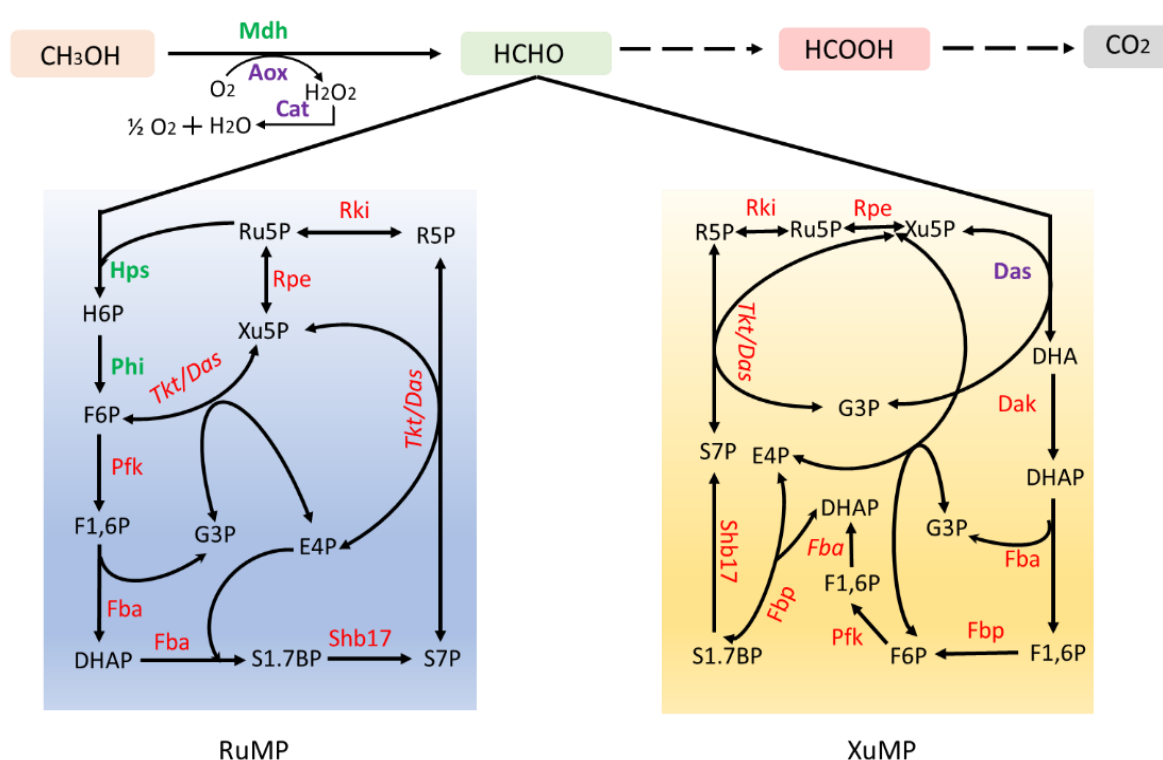 Mdh
CH3OH
HCHO
HCOOH
CO2
O2
Aox
H2O2
Cat
½ O2 + H2O
Ru5P
Rki
R5P
Hps
Rpe
H6P
Xu5P
Phi
Tkt/Das
Tkt/Das
F6P
Pfk
F1,6P
G3P
E4P
Fba
Fba
Shb17
DHAP
S1.7BP
S7P
RuMP
R5P
Rki
Ru5P
Rpe
Xu5P
Das
Tkt/Das
DHA
G3P
Dak
S7P
E4P
DHAP
DHAP
G3P
Shb17
Fba
Fba
F1,6P
Fbp
Pfk
Fbp
S1.7BP
F6P
F1,6P
XuMP